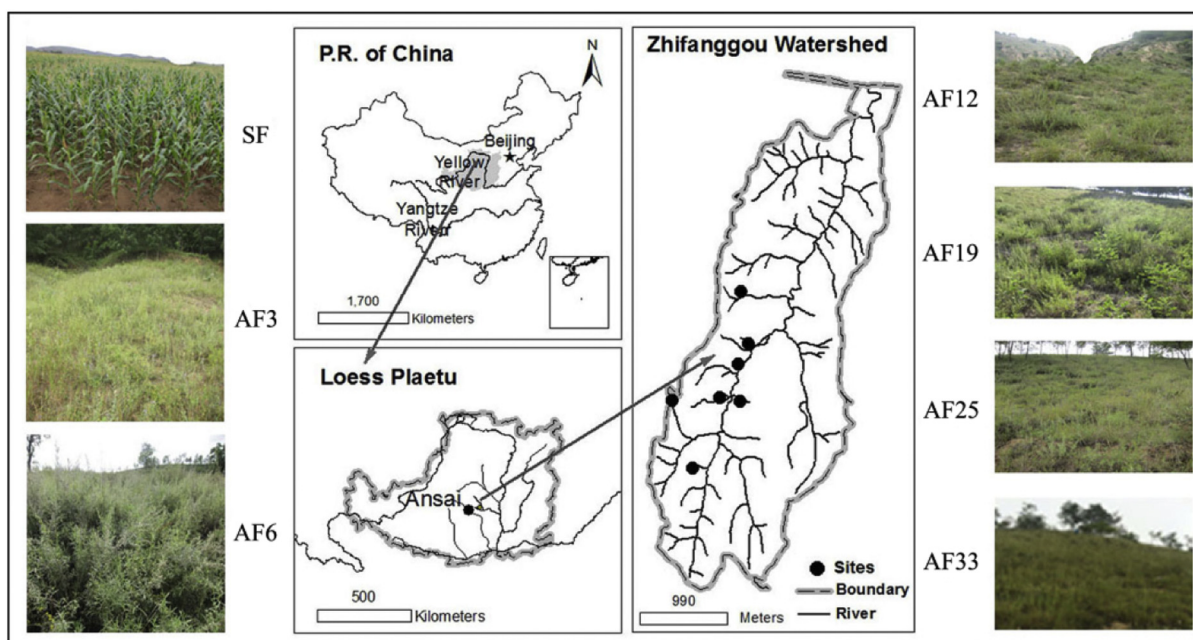 SF
AF3
AF6
P.R. of China
N
Beijing
Yellow
River
Yangtze
River
1,700
Kilometers
Loess Plaetu
Ansai
500
Kilometers
Zhifanggou Watershed
Sites
Boundary
River
990
Meters
AF12
AF19
AF25
AF33